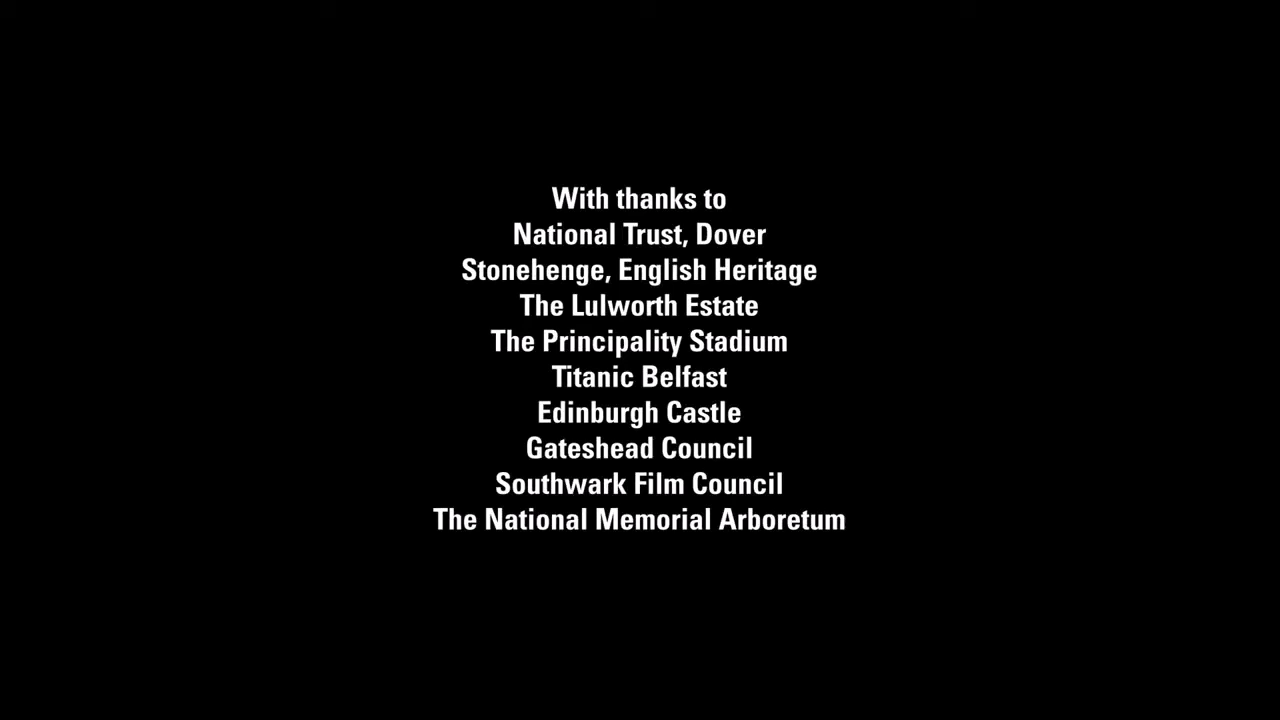 With thanks to
National Trust, Dover
Stonehenge, English Heritage
The Lulworth Estate
The Principality Stadium
Titanic Belfast
Edinburgh Castle
Gateshead Council
Southwark Film Council
The National Memorial Arboretum